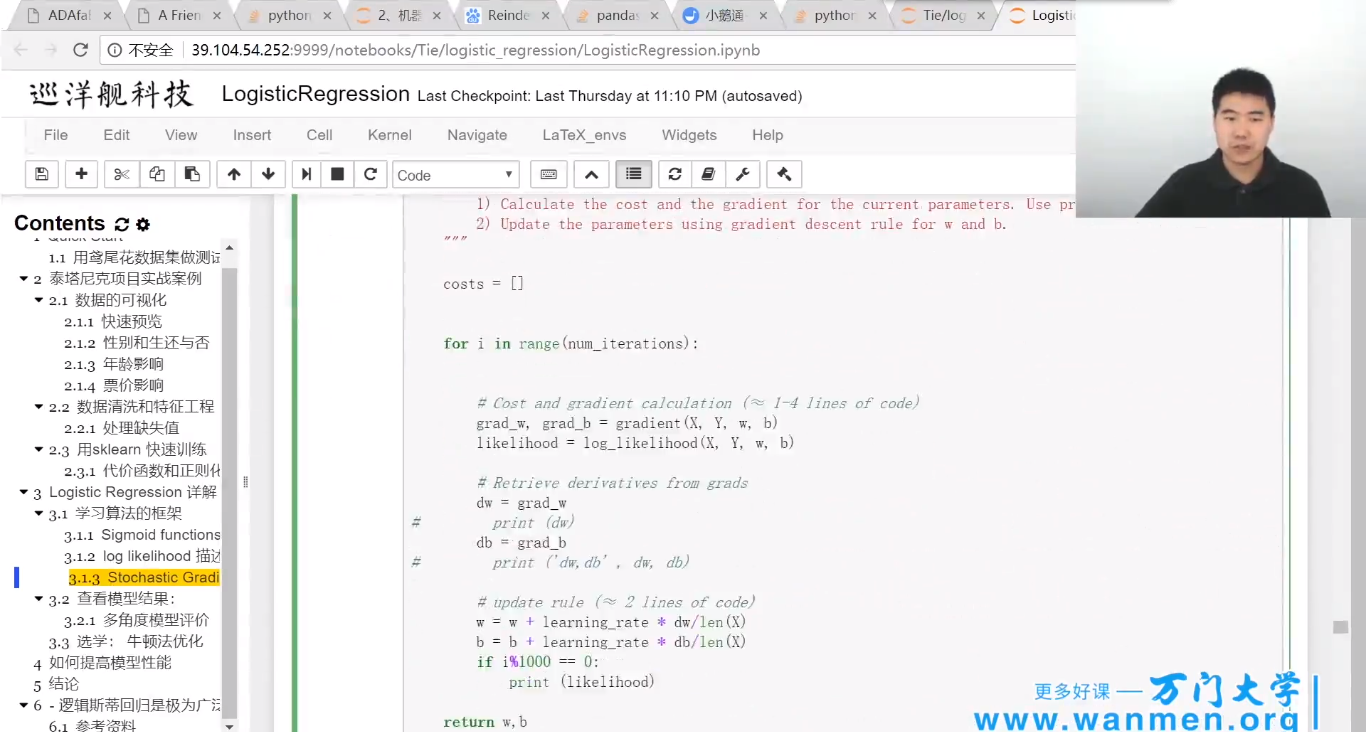 ADAfai
A Frien
python
2、机器
Reinde
pandas
小鹅通
python
Tie/log
Logisti
不安全 39.104.54.252:9999/notebooks/Tie/logistic_regression/LogisticRegression.ipynb
巡洋舰科技 LogisticRegression Last Checkpoint: Last Thursday at 11:10 PM (autosaved)
File Edit View Insert Cell Kernel Navigate LaTeX_envs Widgets Help
Code
Contents
1 Quick Start
1.1 用鸢尾花数据集做测试
2 泰塔尼克项目实战案例
2.1 数据的可视化
2.1.1 快速预览
2.1.2 性别和生还与否
2.1.3 年龄影响
2.1.4 票价影响
2.2 数据清洗和特征工程
2.2.1 处理缺失值
2.3 用sklearn 快速训练
2.3.1 代价函数和正则化
3 Logistic Regression 详解
3.1 学习算法的框架
3.1.1 Sigmoid functions
3.1.2 log likelihood 描述
3.1.3 Stochastic Gradi
3.2 查看模型结果：
3.2.1 多角度模型评价
3.3 选学： 牛顿法优化
4 如何提高模型性能
5 结论
6 - 逻辑斯蒂回归是极为广泛
6.1 参考资料
1) Calculate the cost and the gradient for the current parameters. Use pr
2) Update the parameters using gradient descent rule for w and b.
"""
costs = []
for i in range(num_iterations):
# Cost and gradient calculation (≈ 1-4 lines of code)
grad_w, grad_b = gradient(X, Y, w, b)
likelihood = log_likelihood(X, Y, w, b)
# Retrieve derivatives from grads
dw = grad_w
# print (dw)
db = grad_b
# print ('dw,db' , dw, db)
# update rule (≈ 2 lines of code)
w = w + learning_rate * dw/len(X)
b = b + learning_rate * db/len(X)
if i%1000 == 0:
print (likelihood)
return w,b
更多好课 — 万门大学
www.wanmen.org